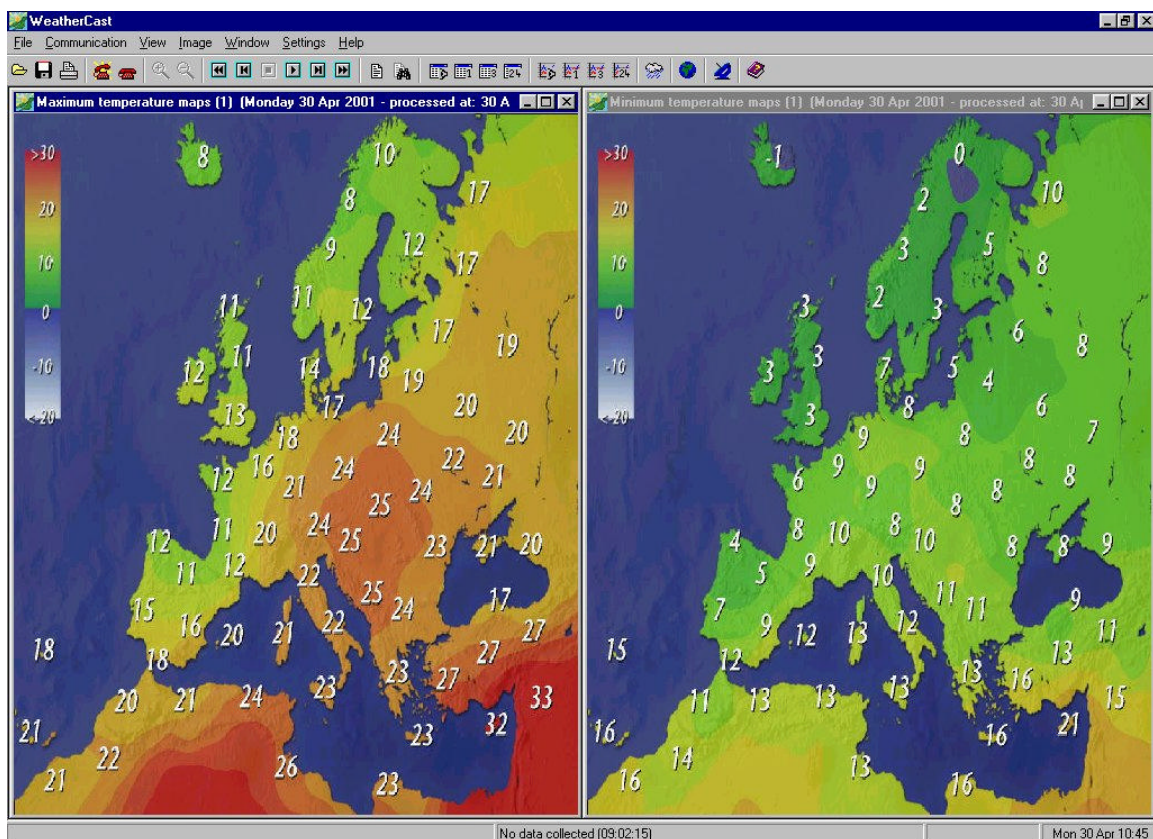 WeatherCast
File Communication View Image Window Settings Help
Maximum temperature maps (1) (Monday 30 Apr 2001 - processed at: 30 A
>30
20
10
0
-10
<-20
8 10
17
8
9 12
17
11 11 12
17
19
11 14 18
12 19
20
13 17
18 24 20
16 22
12 21 24 24 21
25
11 20 24
12 25 23 21 20
11 12 22
25 17
15 24
16 20 21 22 27
18 18 27
23
20 21 24 23 27 33
32
21 23
22 26
21 23
Minimum temperature maps (1) (Monday 30 Apr 2001 - processed at: 30 Ap
>30
20
10
0
-10
<-20
-1 0
10
2
3 5
8
2 3
3 6
8
3 7 5
3 4
6
3 8
9 8 7
9 9 8
6 9 8 8
8
8 10 8
4 10 8 8 9
5 9 10
11 9
7 11
9 12 13 12 11
13
15 12 13
16
11 13 13 13 15
21
16 16
14 13
16 16
No data collected (09:02:15)
Mon 30 Apr 10:45